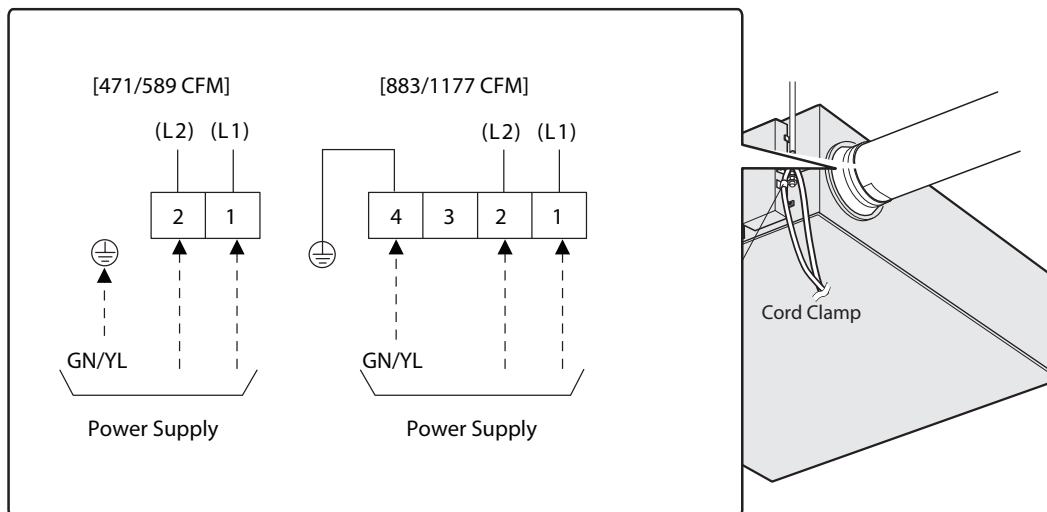 [471/589 CFM]
[883/1177 CFM]
(L2) (L1)
(L2) (L1)
2 1
4 3 2 1
GN/YL
GN/YL
Power Supply
Power Supply
Cord Clamp